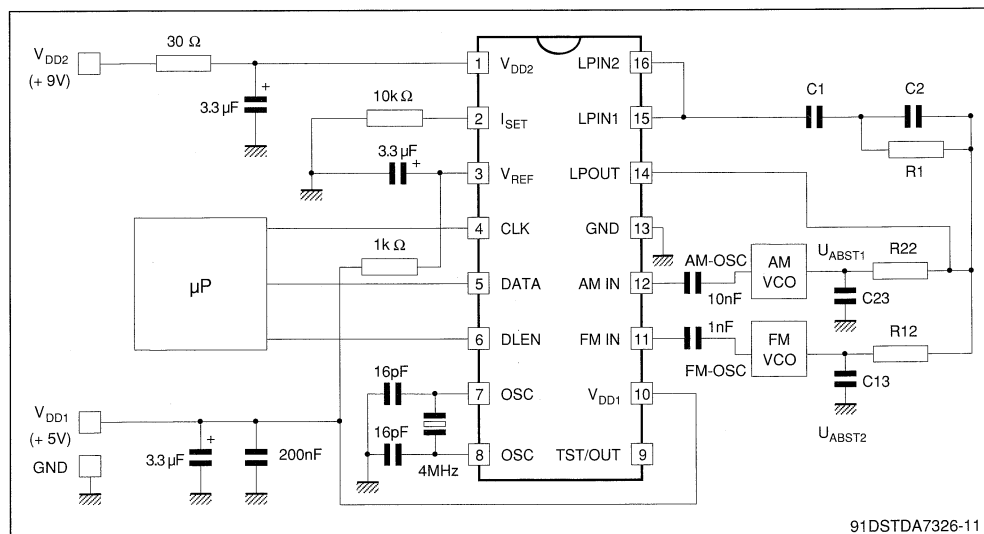 V_DD2
(+ 9V)
30 Ω
3.3 µF
+
10k Ω
3.3 µF
+
1k Ω
µP
V_DD1
(+ 5V)
GND
3.3 µF
+
200nF
16pF
16pF
4MHz
1 V_DD2
2 I_SET
3 V_REF
4 CLK
5 DATA
6 DLEN
7 OSC
8 OSC
LPIN2 16
LPIN1 15
LPOUT 14
GND 13
AM IN 12
FM IN 11
V_DD1 10
TST/OUT 9
C1
C2
R1
AM-OSC
10nF
AM
VCO
U_ABST1
R22
C23
1nF
FM-OSC
FM
VCO
R12
C13
U_ABST2
91DSTDA7326-11